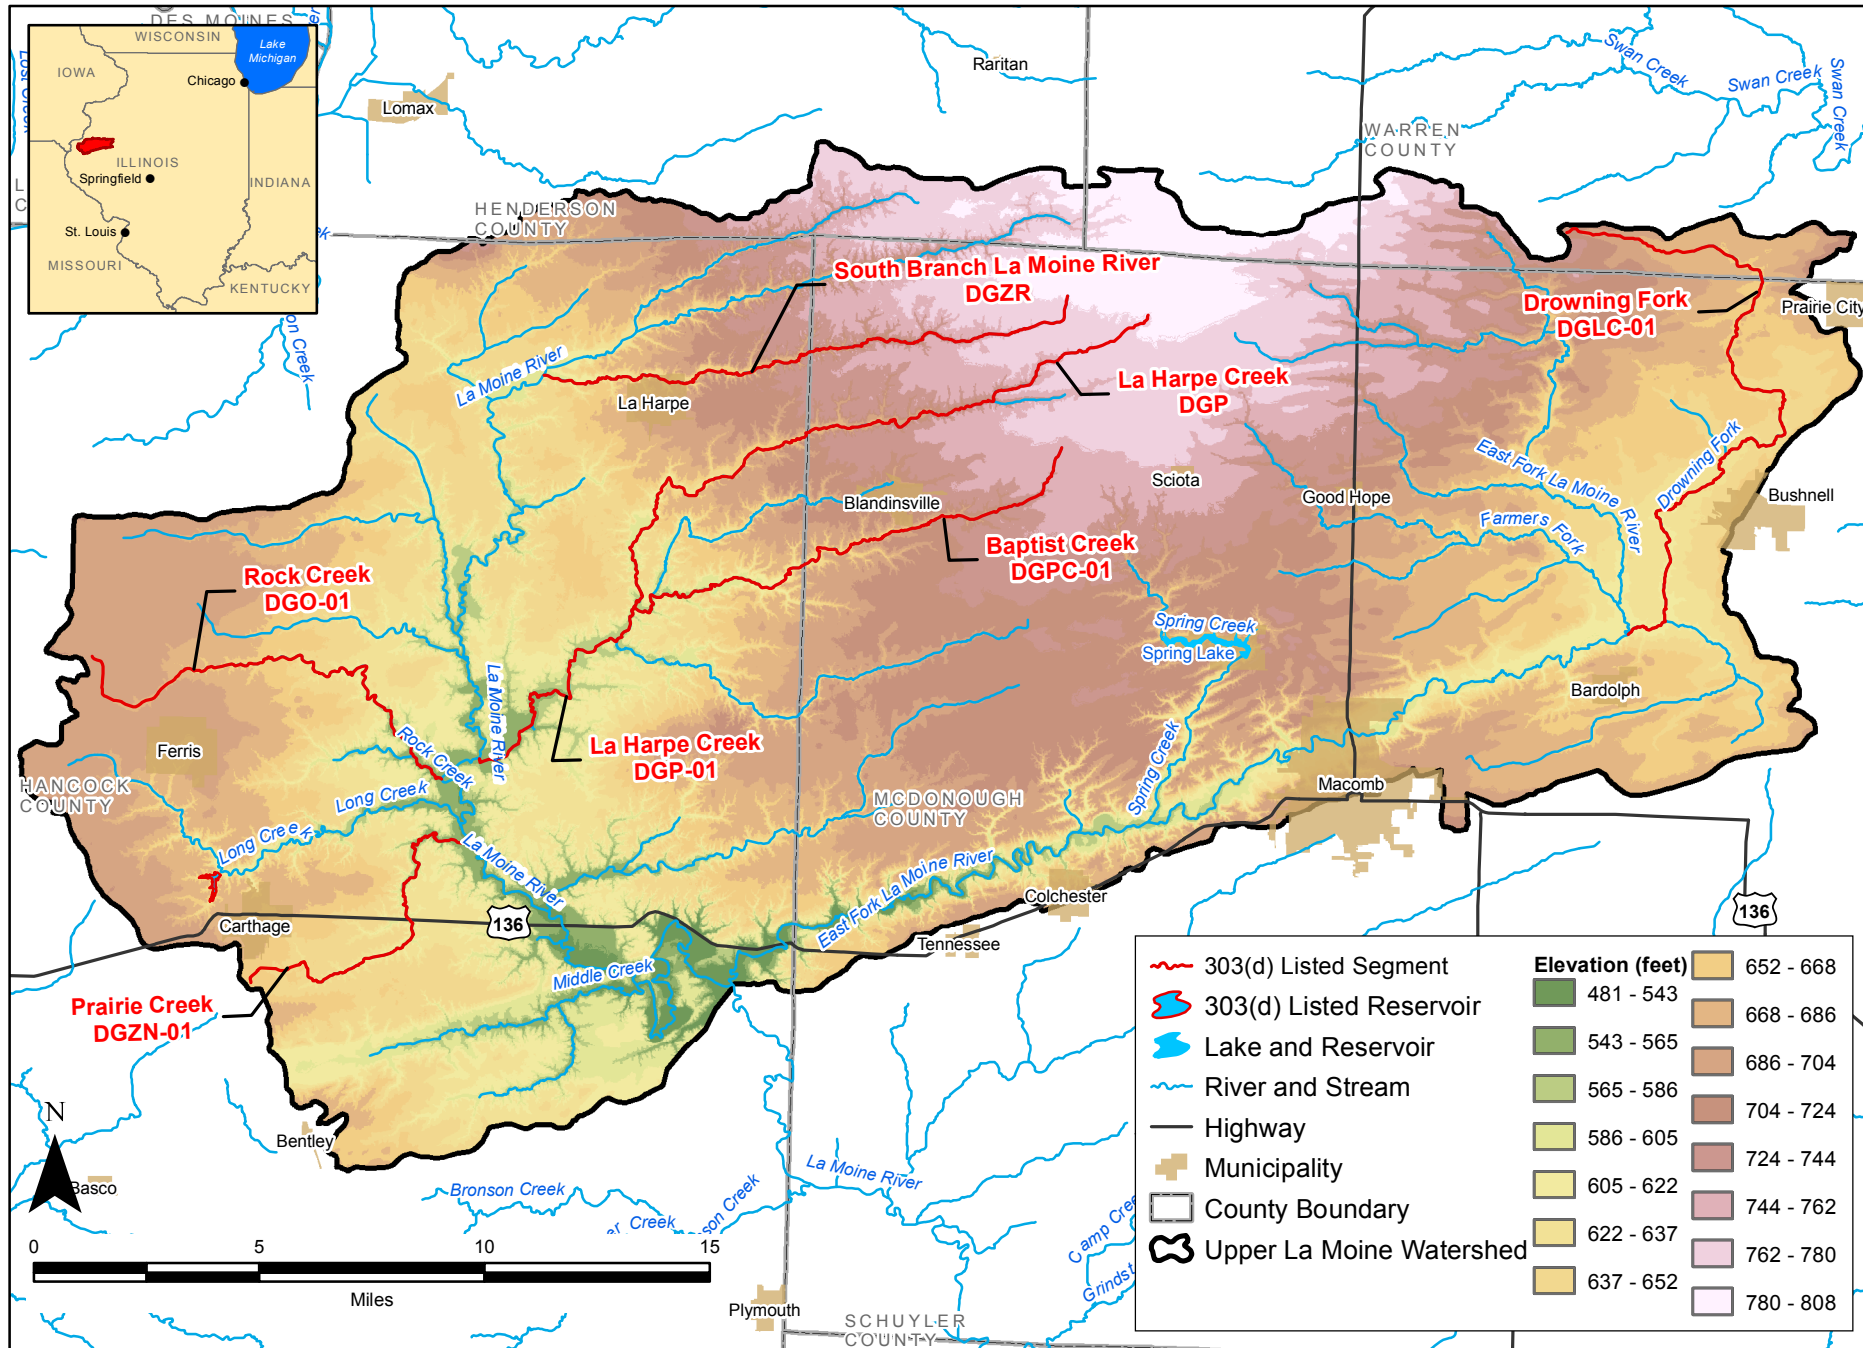 DES MOINES
WISCONSIN
Lake
Michigan
IOWA
Chicago
ILLINOIS
Springfield
INDIANA
St. Louis
MISSOURI
KENTUCKY
Lomax
Raritan
Swan Creek
Swan Creek
Swan Creek
WARREN
COUNTY
HENDERSON
COUNTY
South Branch La Moine River
DGZR
Drowning Fork
DGLC-01
Prairie City
La Moine River
La Harpe
La Harpe Creek
DGP
East Fork La Moine River
Drowning Fork
Bushnell
Sciota
Good Hope
Blandinsville
Farmers Fork
Baptist Creek
DGPC-01
Rock Creek
DGO-01
Spring Creek
Spring Lake
La Moine River
Bardolph
Ferris
Rock Creek
La Harpe Creek
DGP-01
Spring Creek
HANCOCK
COUNTY
Long Creek
MCDONOUGH
COUNTY
Macomb
Long Creek
La Moine River
East Fork La Moine River
Colchester
Carthage
136
136
Tennessee
Middle Creek
Prairie Creek
DGZN-01
N
Bentley
Basco
Bronson Creek
La Moine River
er Creek
son Creek
Camp Cree
Grindst
0 5 10 15
Miles
Plymouth
SCHUYLER
COUNTY
303(d) Listed Segment
303(d) Listed Reservoir
Lake and Reservoir
River and Stream
Highway
Municipality
County Boundary
Upper La Moine Watershed
Elevation (feet)
481 - 543
543 - 565
565 - 586
586 - 605
605 - 622
622 - 637
637 - 652
652 - 668
668 - 686
686 - 704
704 - 724
724 - 744
744 - 762
762 - 780
780 - 808